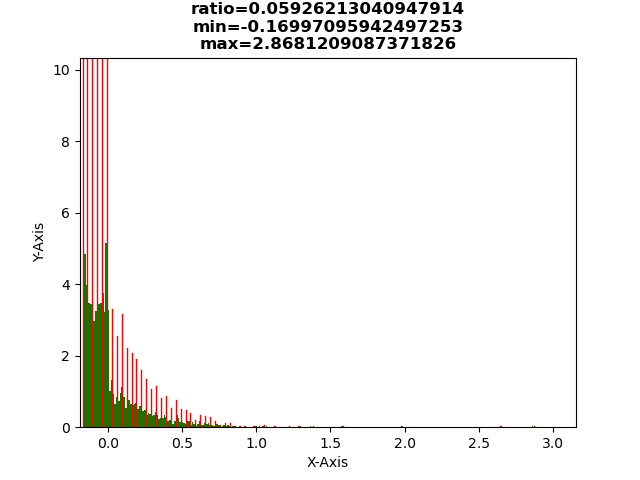 ratio=0.05926213040947914
min=-0.16997095942497253
max=2.8681209087371826
10
8
6
4
2
0
Y-Axis
0.0 0.5 1.0 1.5 2.0 2.5 3.0
X-Axis